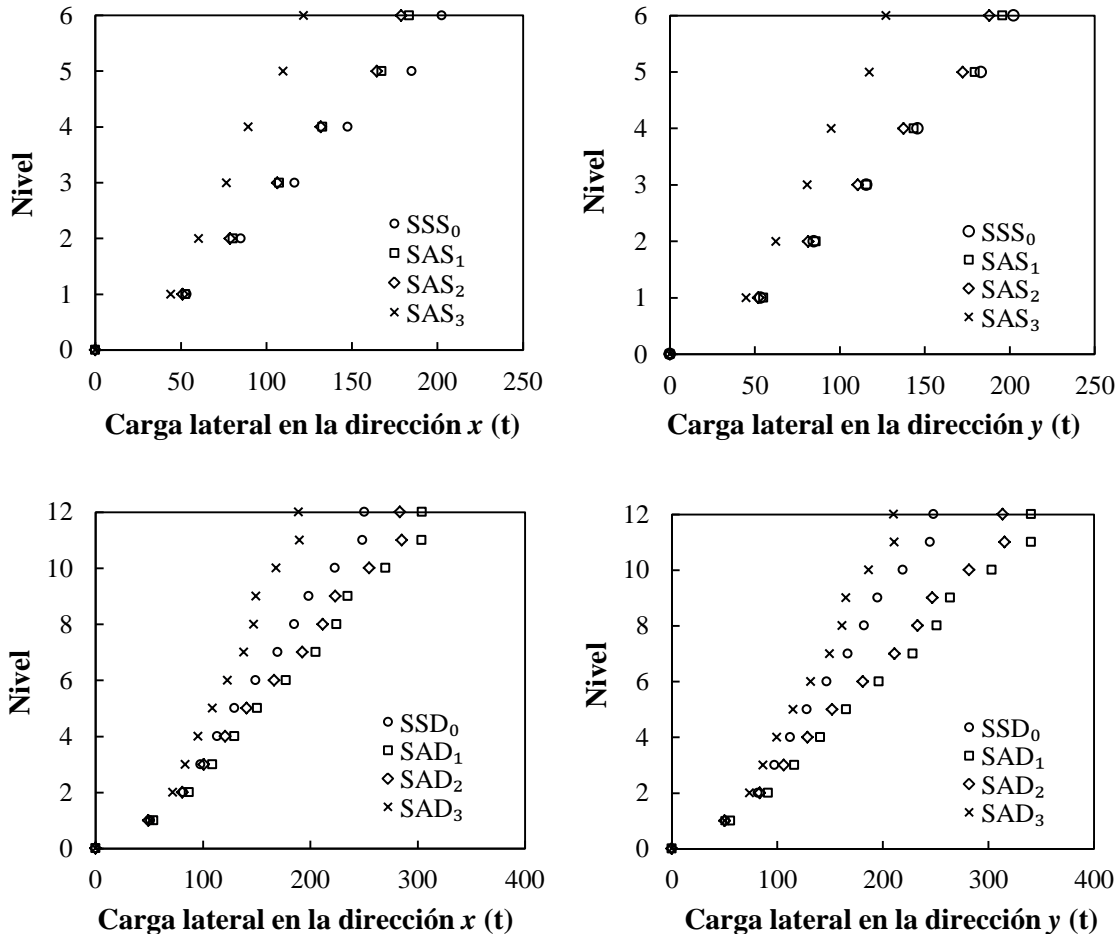 6
5
4
3
2
1
0
Nivel
SSS₀
SAS₁
SAS₂
SAS₃
0 50 100 150 200 250
Carga lateral en la dirección x (t)
6
5
4
3
2
1
0
Nivel
SSS₀
SAS₁
SAS₂
SAS₃
0 50 100 150 200 250
Carga lateral en la dirección y (t)
12
10
8
6
4
2
0
Nivel
SSD₀
SAD₁
SAD₂
SAD₃
0 100 200 300 400
Carga lateral en la dirección x (t)
12
10
8
6
4
2
0
Nivel
SSD₀
SAD₁
SAD₂
SAD₃
0 100 200 300 400
Carga lateral en la dirección y (t)